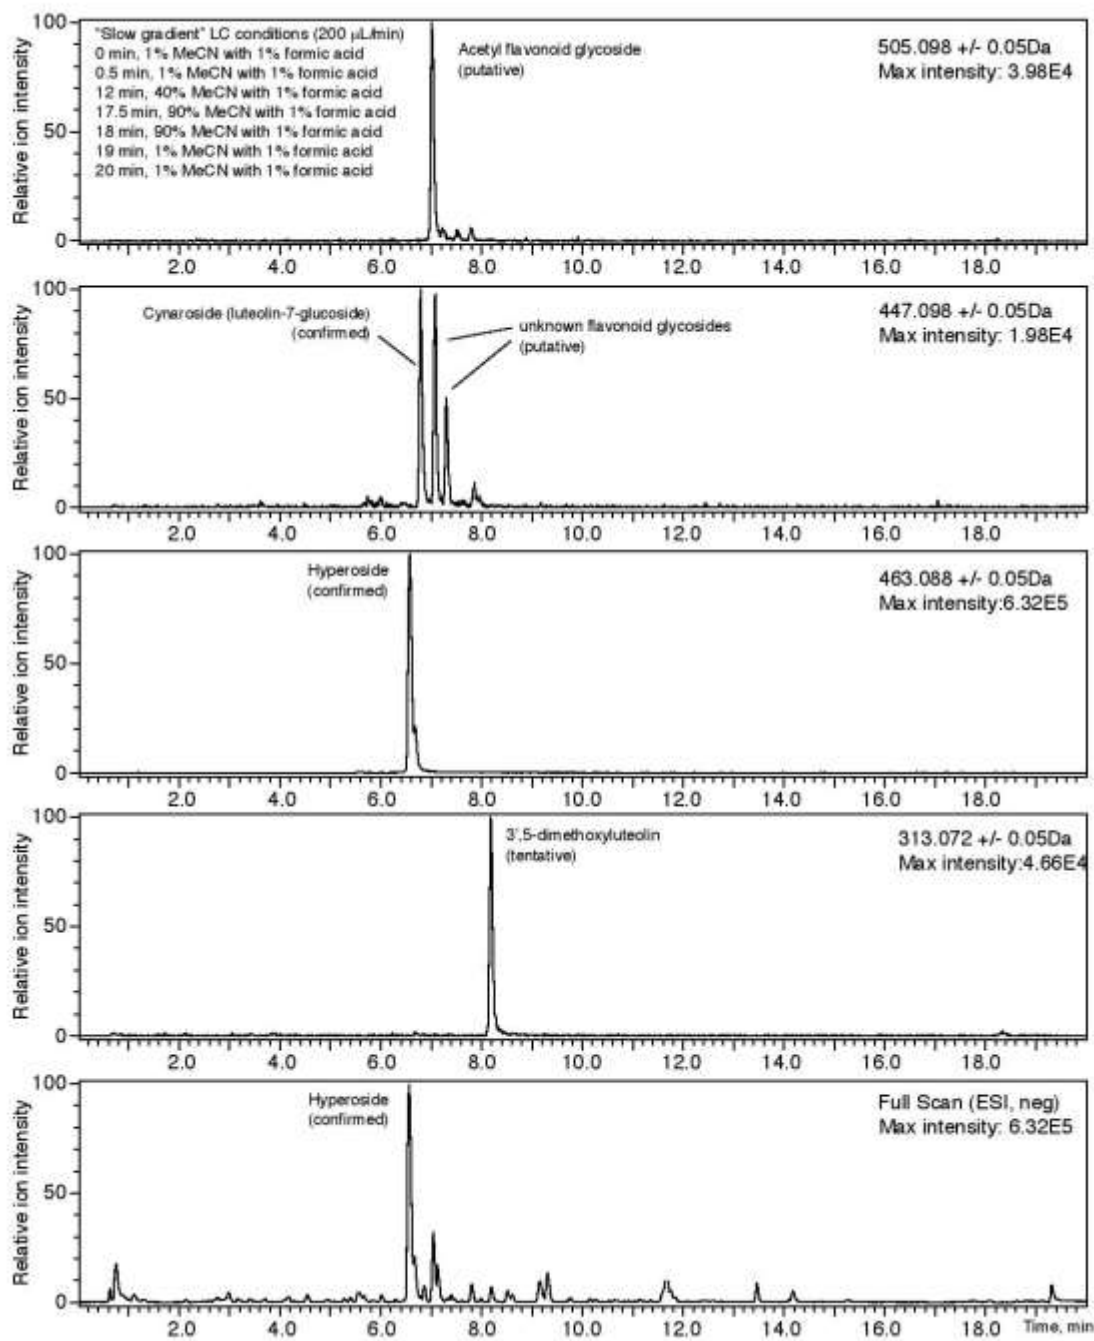 100
"Slow gradient" LC conditions (200 µL/min)
0 min, 1% MeCN with 1% formic acid
0.5 min, 1% MeCN with 1% formic acid
12 min, 40% MeCN with 1% formic acid
17.5 min, 90% MeCN with 1% formic acid
18 min, 90% MeCN with 1% formic acid
19 min, 1% MeCN with 1% formic acid
20 min, 1% MeCN with 1% formic acid
Acetyl flavonoid glycoside
(putative)
505.098 +/- 0.05Da
Max intensity: 3.98E4
Relative ion intensity
50
0
2.0 4.0 6.0 8.0 10.0 12.0 14.0 16.0 18.0
100
Cynaroside (luteolin-7-glucoside)
(confirmed)
unknown flavonoid glycosides
(putative)
447.098 +/- 0.05Da
Max intensity: 1.98E4
Relative ion intensity
50
0
2.0 4.0 6.0 8.0 10.0 12.0 14.0 16.0 18.0
100
Hyperoside
(confirmed)
463.088 +/- 0.05Da
Max intensity:6.32E5
Relative ion intensity
50
0
2.0 4.0 6.0 8.0 10.0 12.0 14.0 16.0 18.0
100
3',5-dimethoxyluteolin
(tentative)
313.072 +/- 0.05Da
Max intensity:4.66E4
Relative ion intensity
50
0
2.0 4.0 6.0 8.0 10.0 12.0 14.0 16.0 18.0
100
Hyperoside
(confirmed)
Full Scan (ESI, neg)
Max intensity: 6.32E5
Relative ion intensity
50
0
2.0 4.0 6.0 8.0 10.0 12.0 14.0 16.0 18.0 Time, min